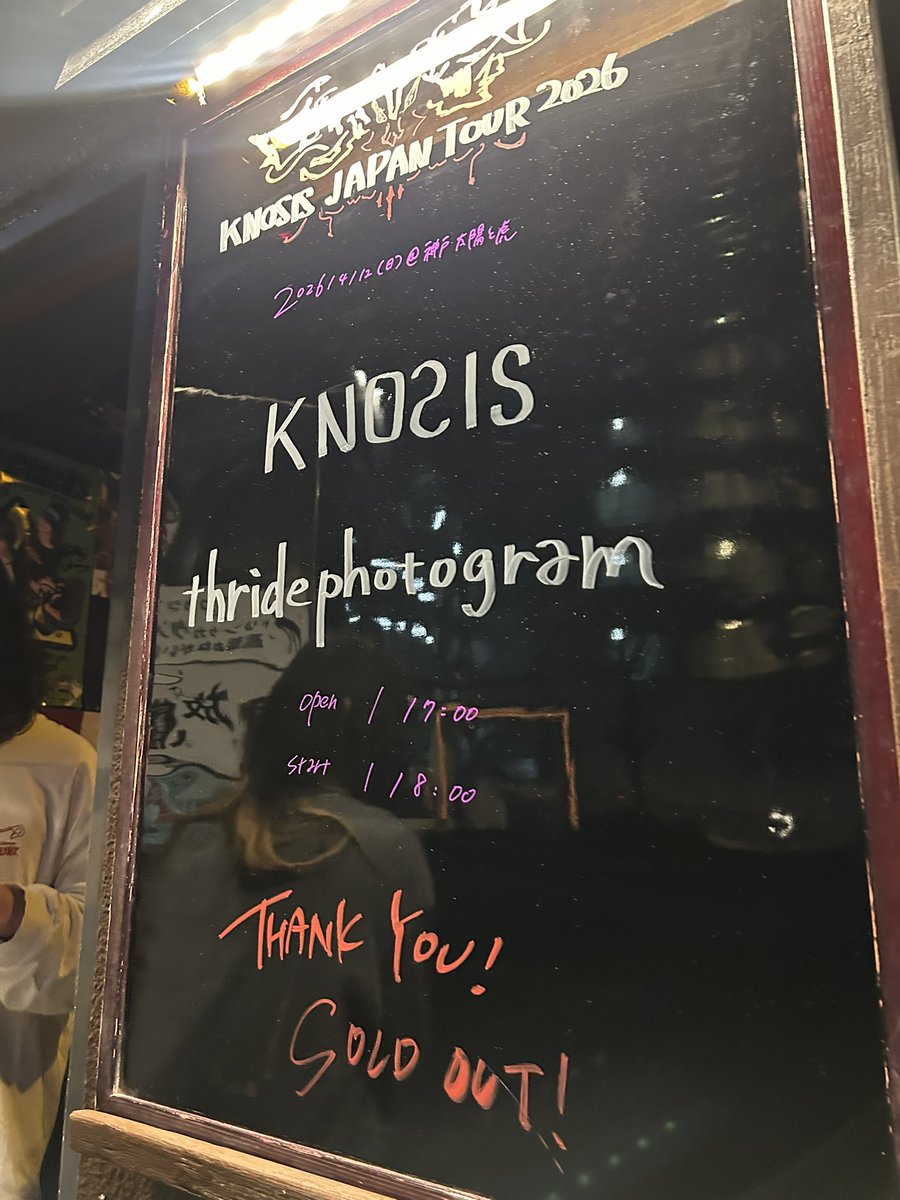 KNOSIS JAPAN TOUR 2026
2026/4/12(日)@神戸太陽と虎
KNOSIS
thridephotogram
open / 17:00
start / 18:00
THANK YOU!
SOLD OUT!